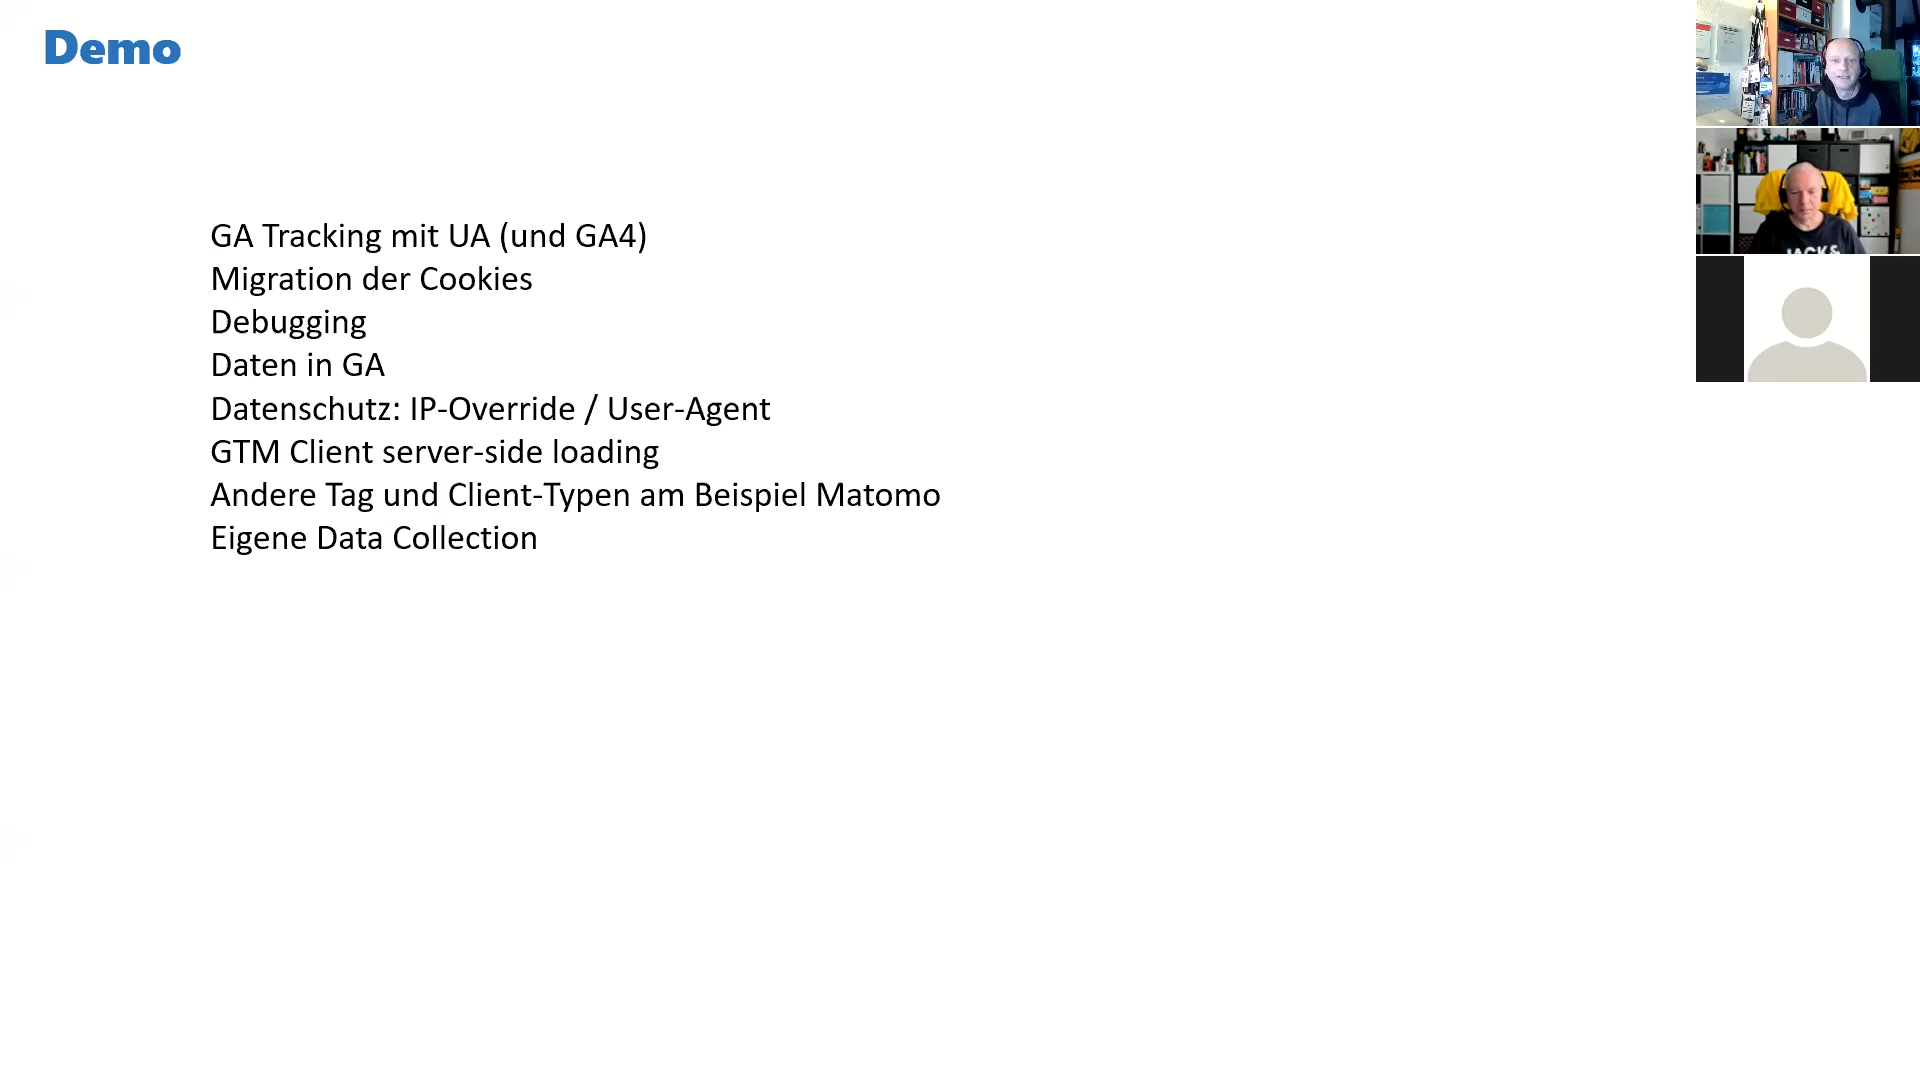 Demo
GA Tracking mit UA (und GA4)
Migration der Cookies
Debugging
Daten in GA
Datenschutz: IP-Override / User-Agent
GTM Client server-side loading
Andere Tag und Client-Typen am Beispiel Matomo
Eigene Data Collection
JACK&